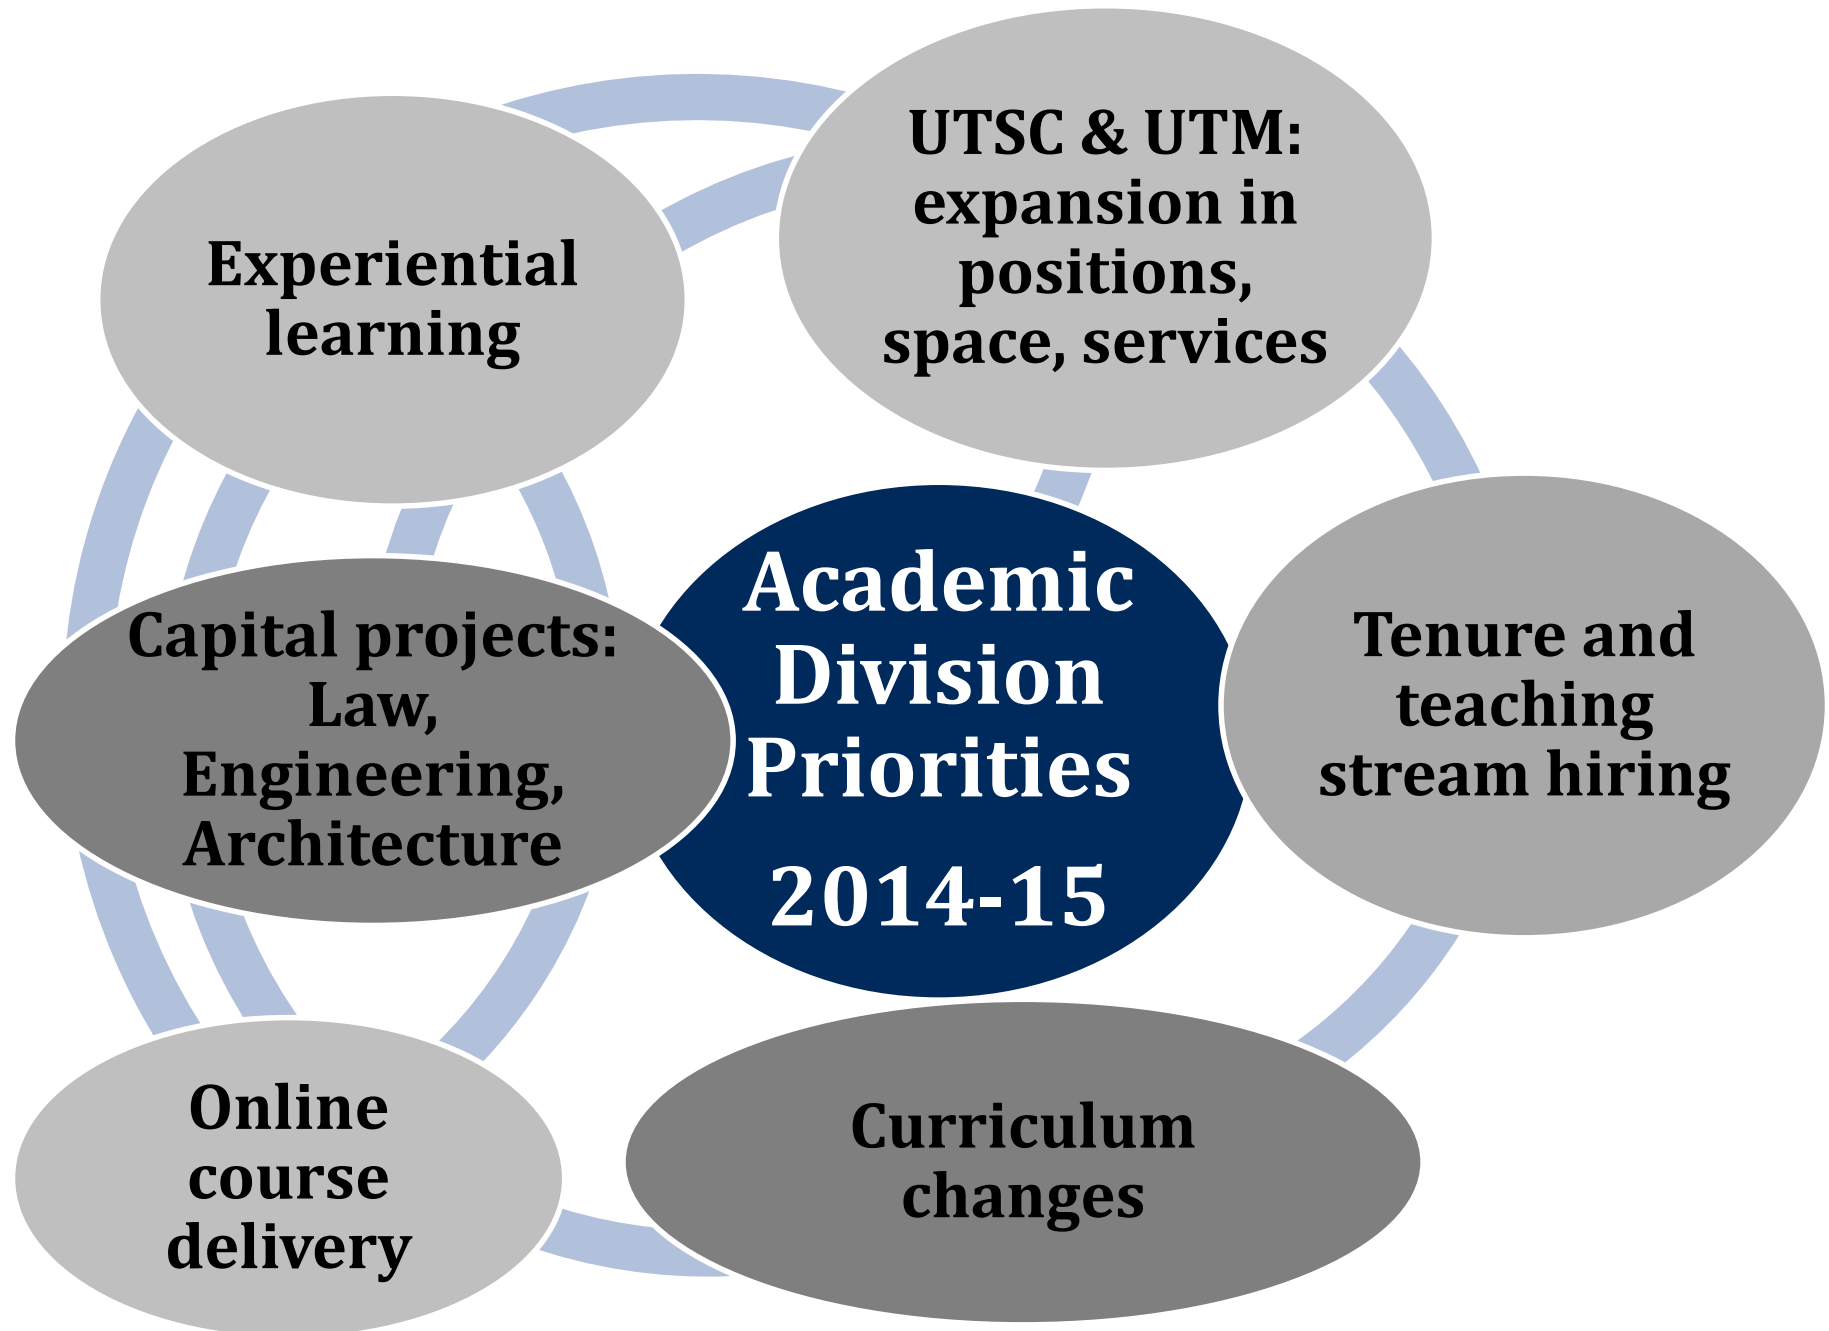 UTSC & UTM:
expansion in
positions,
space, services
Experiential
learning
Academic
Division
Priorities
2014-15
Tenure and
teaching
stream hiring
Capital projects:
Law,
Engineering,
Architecture
Online
course
delivery
Curriculum
changes